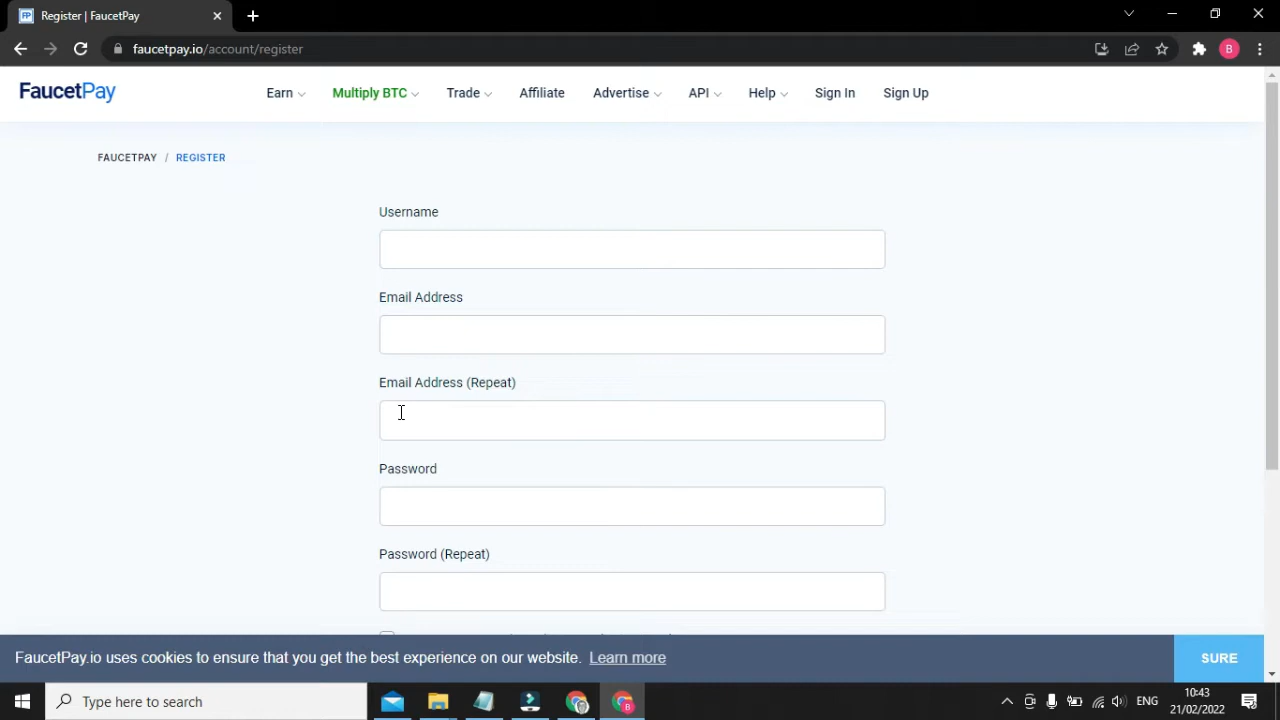 Register | FaucetPay
faucetpay.io/account/register
B
FaucetPay
Earn
Multiply BTC
Trade
Affiliate
Advertise
API
Help
Sign In
Sign Up
FAUCETPAY / REGISTER
Username
Email Address
Email Address (Repeat)
Password
Password (Repeat)
FaucetPay.io uses cookies to ensure that you get the best experience on our website. Learn more
SURE
Type here to search
ENG
10:43
21/02/2022